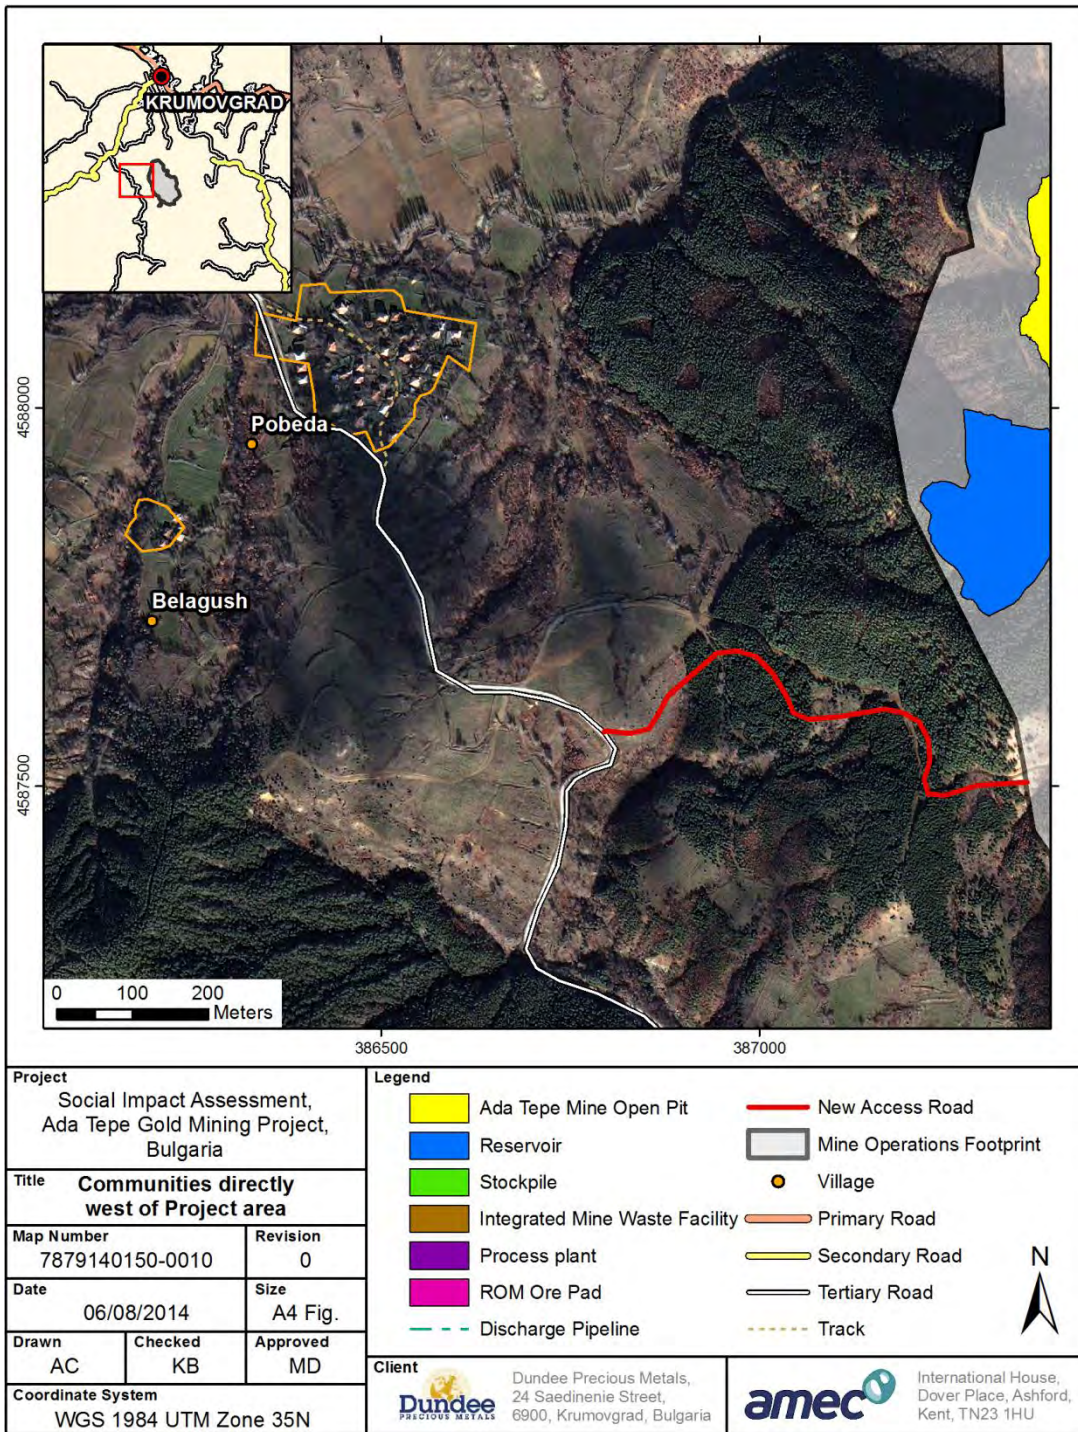 KRUMOVGRAD
Pobeda
Belagush
4588000
4587500
0 100 200
Meters
386500
387000
Project
Social Impact Assessment,
Ada Tepe Gold Mining Project,
Bulgaria
Title
Communities directly
west of Project area
Map Number
7879140150-0010
Revision
0
Date
06/08/2014
Size
A4 Fig.
Drawn
AC
Checked
KB
Approved
MD
Coordinate System
WGS 1984 UTM Zone 35N
Legend
Ada Tepe Mine Open Pit
Reservoir
Stockpile
Integrated Mine Waste Facility
Process plant
ROM Ore Pad
Discharge Pipeline
New Access Road
Mine Operations Footprint
Village
Primary Road
Secondary Road
Tertiary Road
Track
N
Client
Dundee
PRECIOUS METALS
Dundee Precious Metals,
24 Saedinenie Street,
6900, Krumovgrad, Bulgaria
amec
International House,
Dover Place, Ashford,
Kent, TN23 1HU